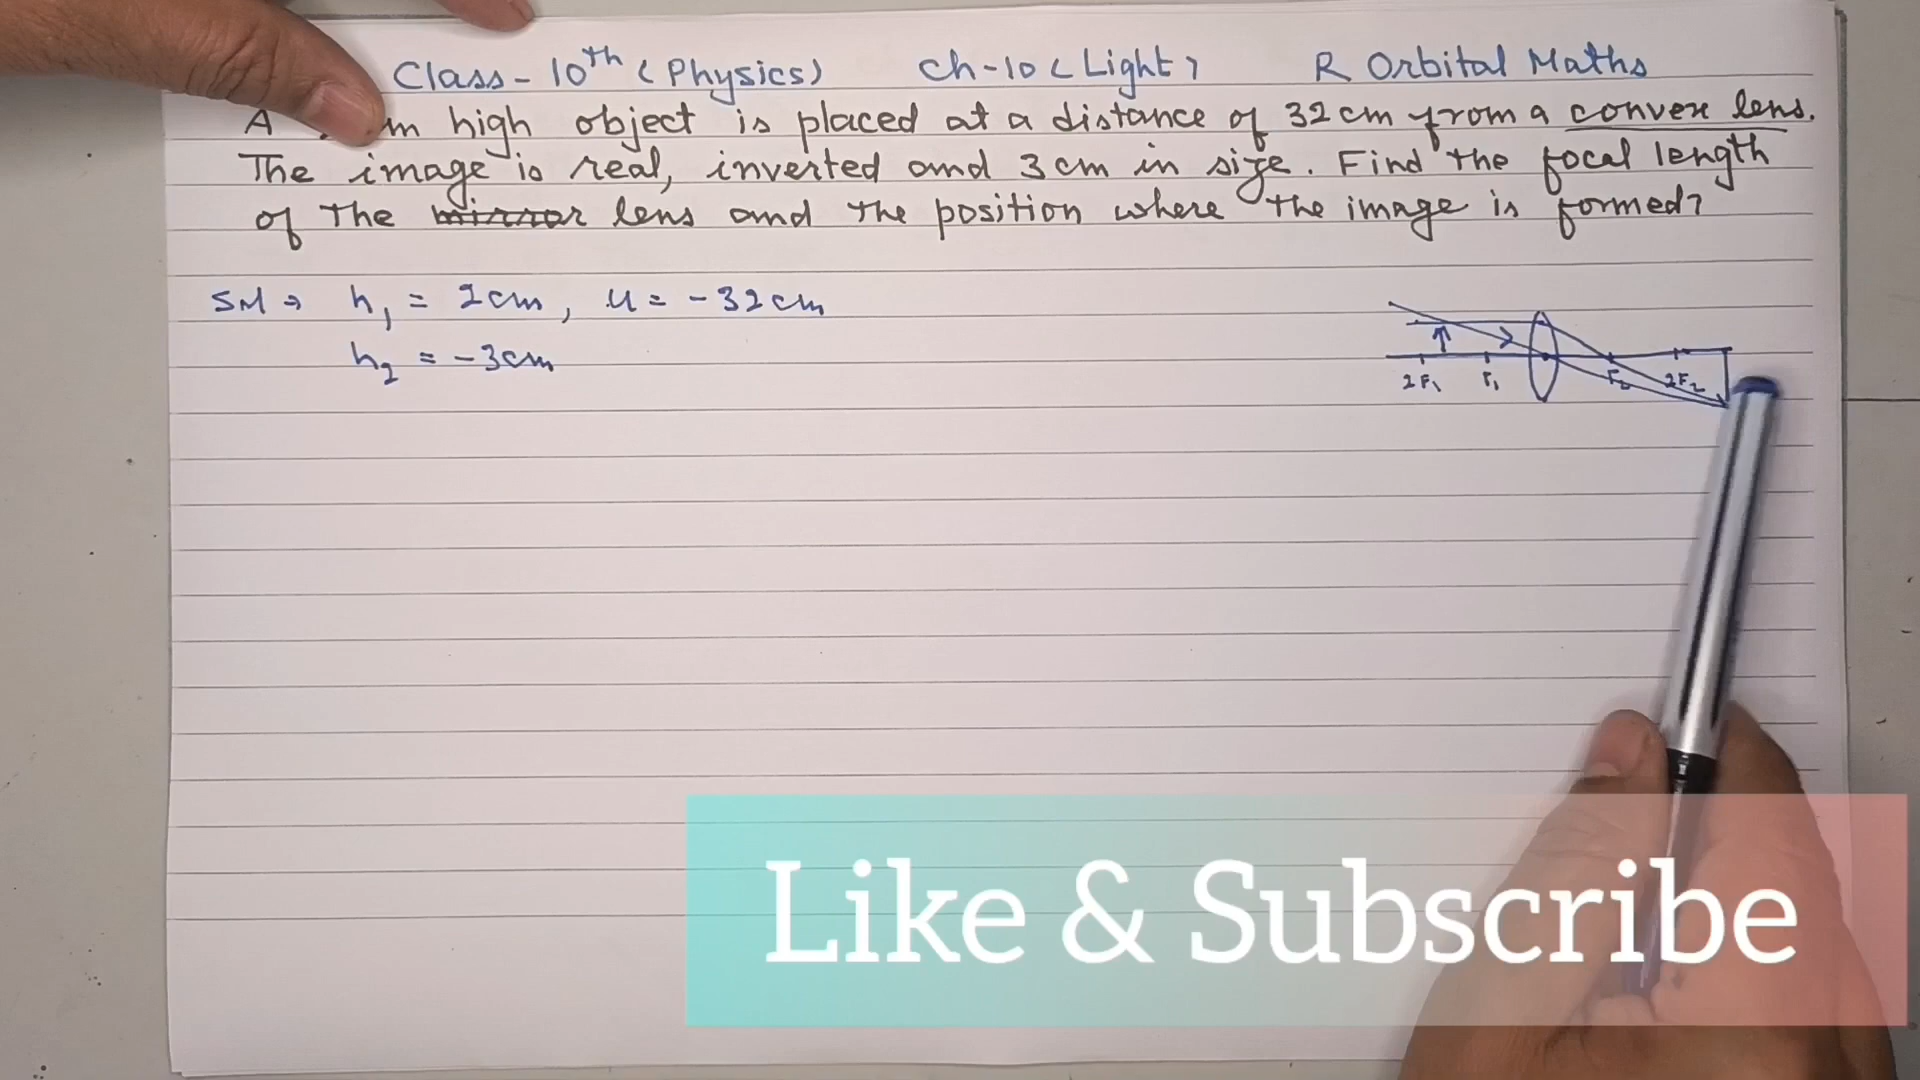 Class - 10th (Physics) Ch-10 (Light) R Orbital Maths
A m high object is placed at a distance of 32 cm from a convex lens.
The image is real, inverted and 3 cm in size. Find the focal length
of the mirror lens and the position where the image is formed?
h1 = 2cm, u = -32cm
h2 = -3cm
2F1 F1 F2 2F2
Like & Subscribe